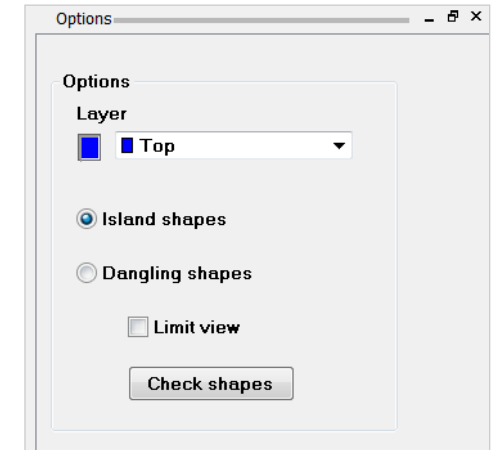 Options
Options
Layer
Top
Island shapes
Dangling shapes
Limit view
Check shapes